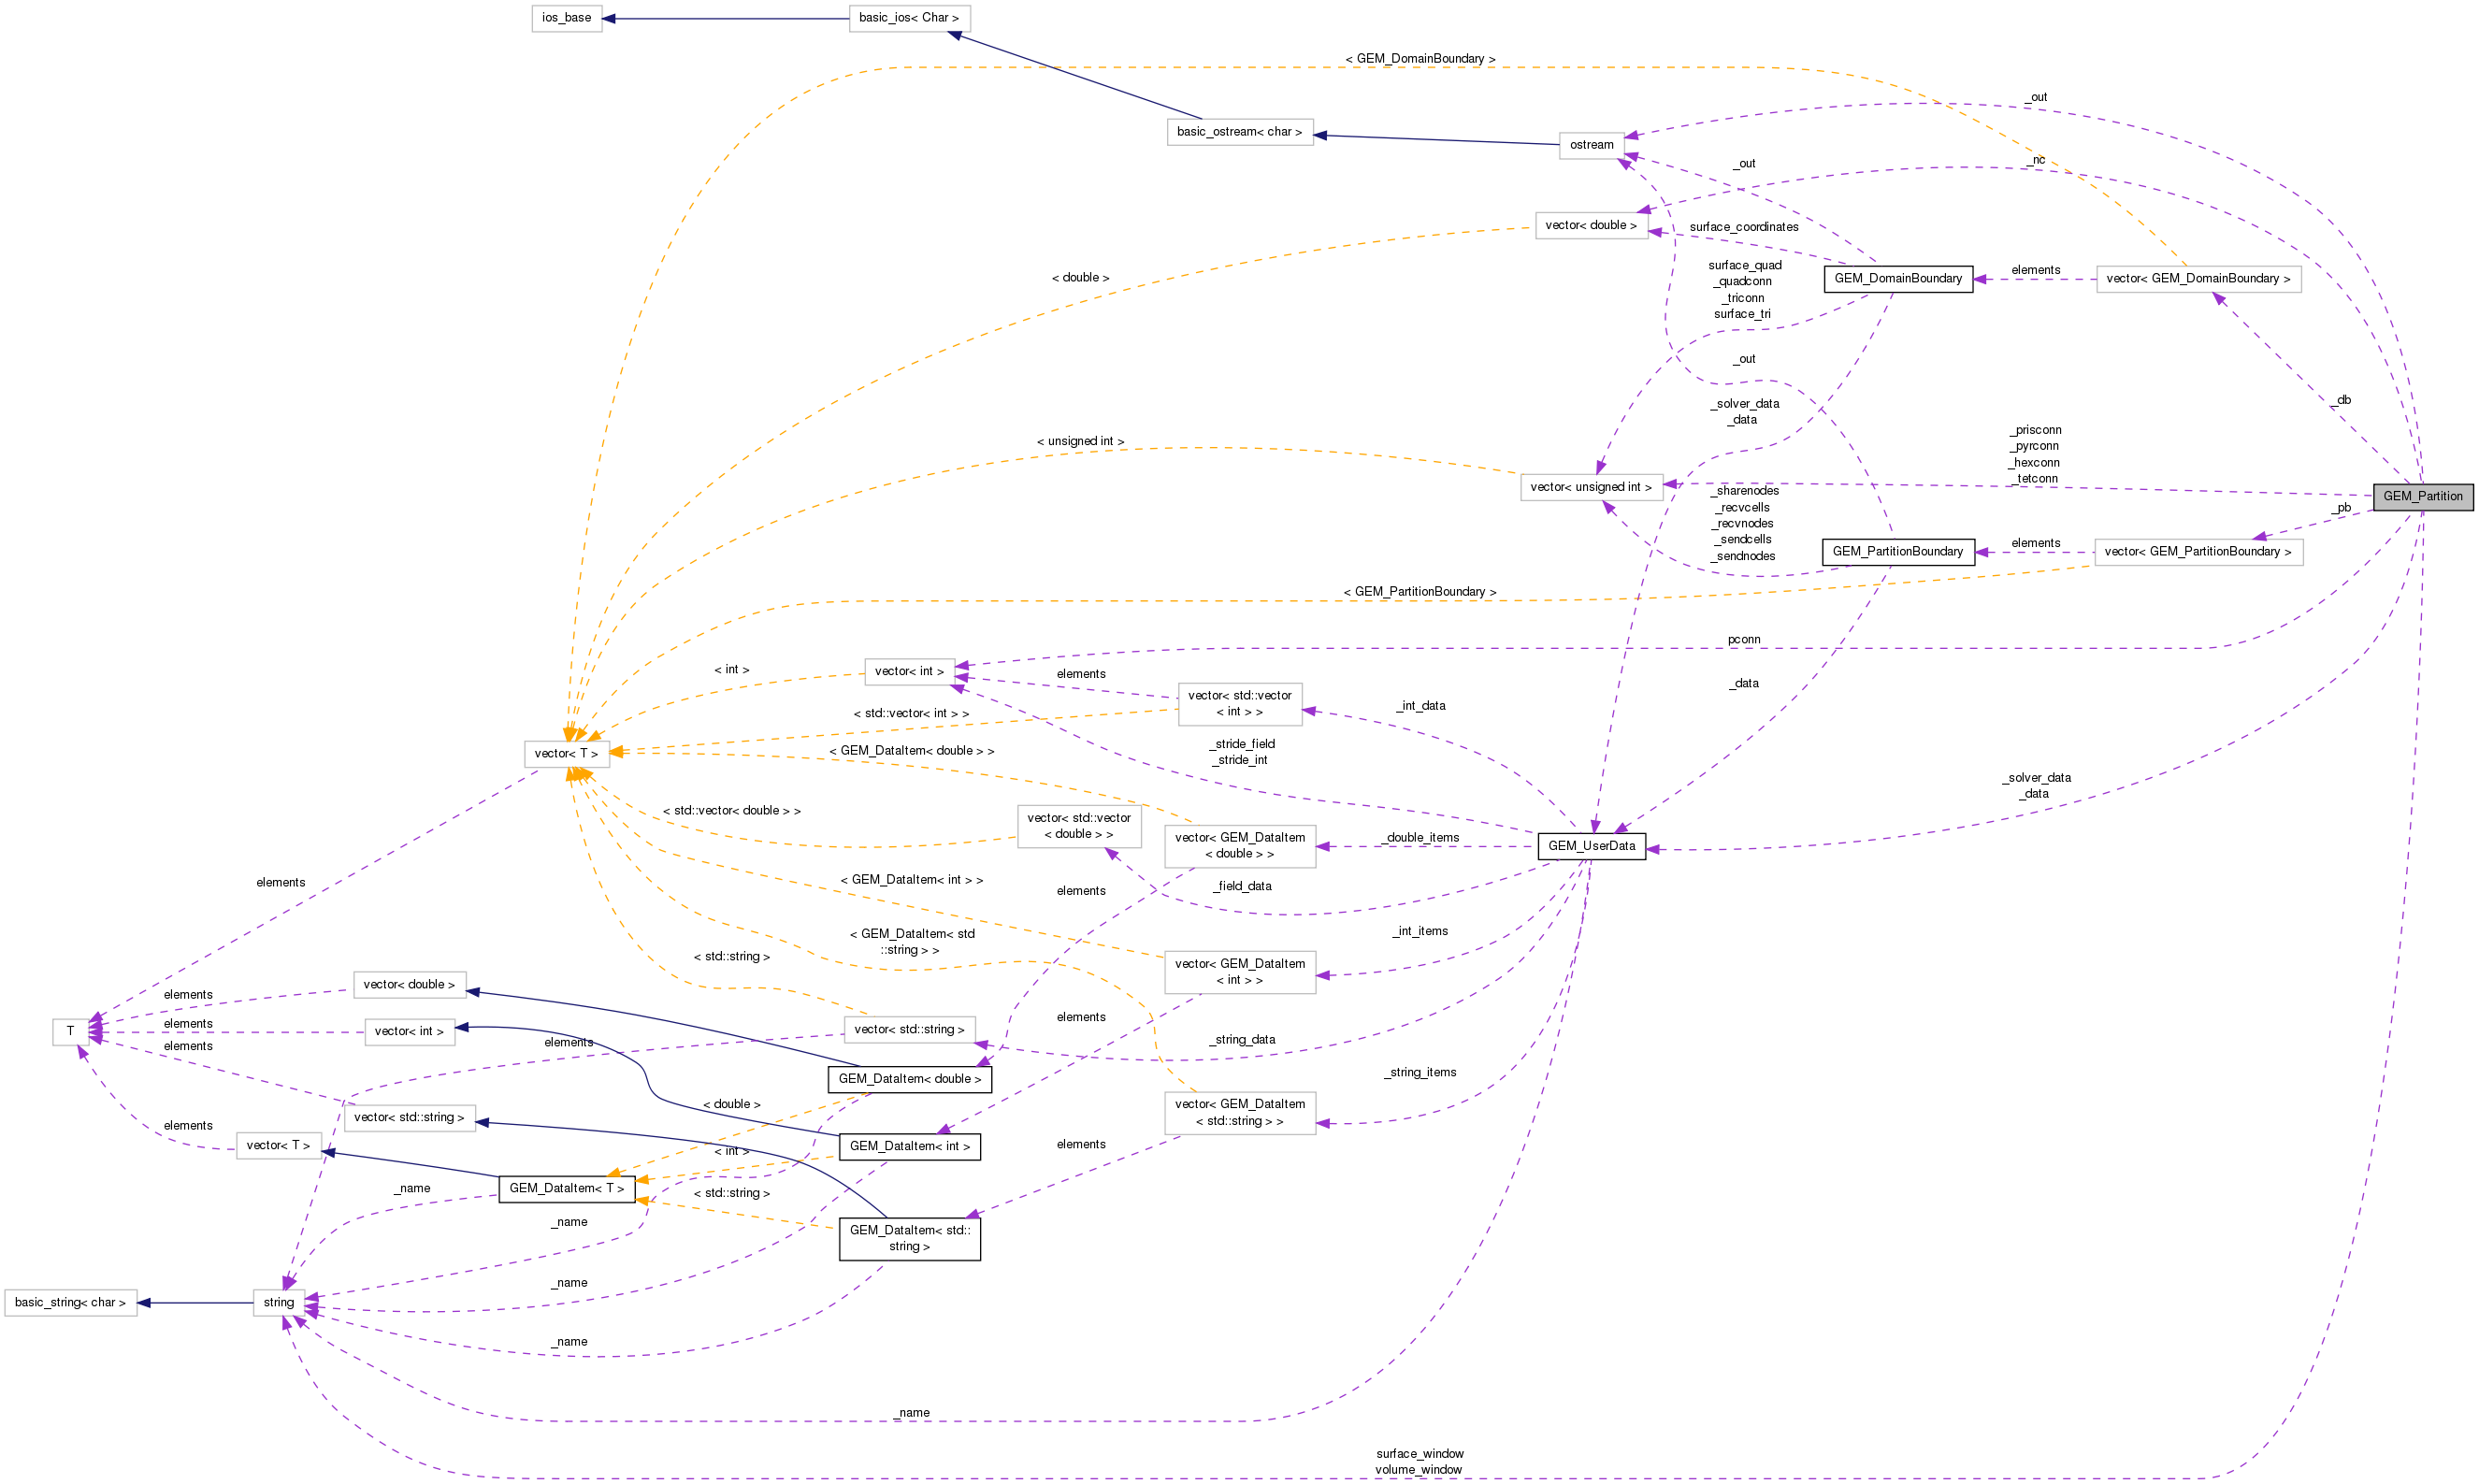 ios_base
basic_ios< Char >
< GEM_DomainBoundary >
_out
basic_ostream< char >
ostream
_out
_nc
vector< double >
surface_coordinates
surface_quad
_quadconn
_triconn
surface_tri
GEM_DomainBoundary
elements
vector< GEM_DomainBoundary >
< double >
_out
_db
_solver_data
_data
< unsigned int >
_prisconn
_pyrconn
_hexconn
_tetconn
vector< unsigned int >
GEM_Partition
_sharenodes
_recvcells
_recvnodes
_sendcells
_sendnodes
_pb
GEM_PartitionBoundary
elements
vector< GEM_PartitionBoundary >
< GEM_PartitionBoundary >
pconn
vector< int >
< int >
elements
vector< std::vector
< int > >
_int_data
_data
< std::vector< int > >
vector< T >
< GEM_DataItem< double > >
_stride_field
_stride_int
_solver_data
_data
< std::vector< double > >
vector< std::vector
< double > >
vector< GEM_DataItem
< double > >
_double_items
GEM_UserData
elements
< GEM_DataItem< int > >
elements
_field_data
< GEM_DataItem< std
::string > >
_int_items
< std::string >
vector< GEM_DataItem
< int > >
vector< double >
elements
T
elements
vector< int >
elements
elements
vector< std::string >
elements
_string_data
GEM_DataItem< double >
_string_items
< double >
vector< std::string >
vector< GEM_DataItem
< std::string > >
elements
vector< T >
GEM_DataItem< int >
elements
< int >
_name
GEM_DataItem< T >
< std::string >
_name
GEM_DataItem< std::
string >
_name
basic_string< char >
string
_name
_name
surface_window
volume_window